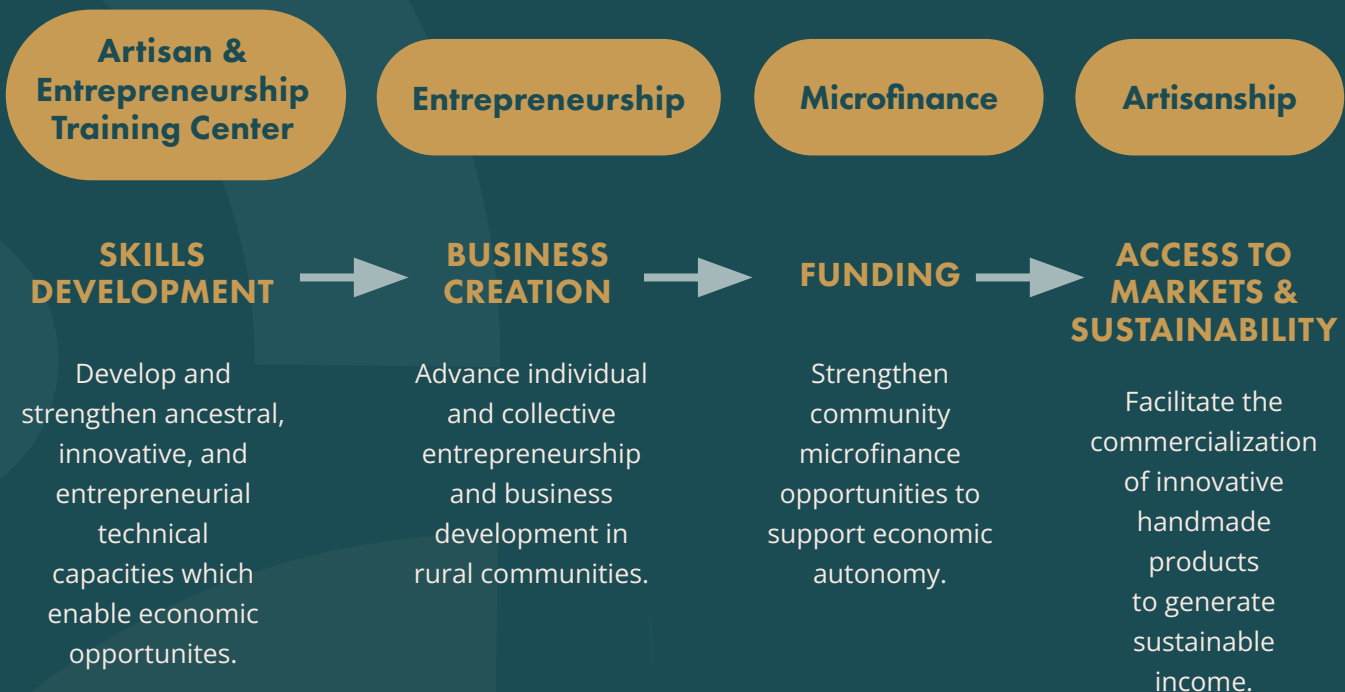 Artisan &
Entrepreneurship
Training Center
Entrepreneurship
Microfinance
Artisanship
SKILLS
DEVELOPMENT
BUSINESS
CREATION
FUNDING
ACCESS TO
MARKETS &
SUSTAINABILITY
Develop and
strengthen ancestral,
innovative, and
entrepreneurial
technical
capacities which
enable economic
opportunites.
Advance individual
and collective
entrepreneurship
and business
development in
rural communities.
Strengthen
community
microfinance
opportunities to
support economic
autonomy.
Facilitate the
commercialization
of innovative
handmade
products
to generate
sustainable
income.